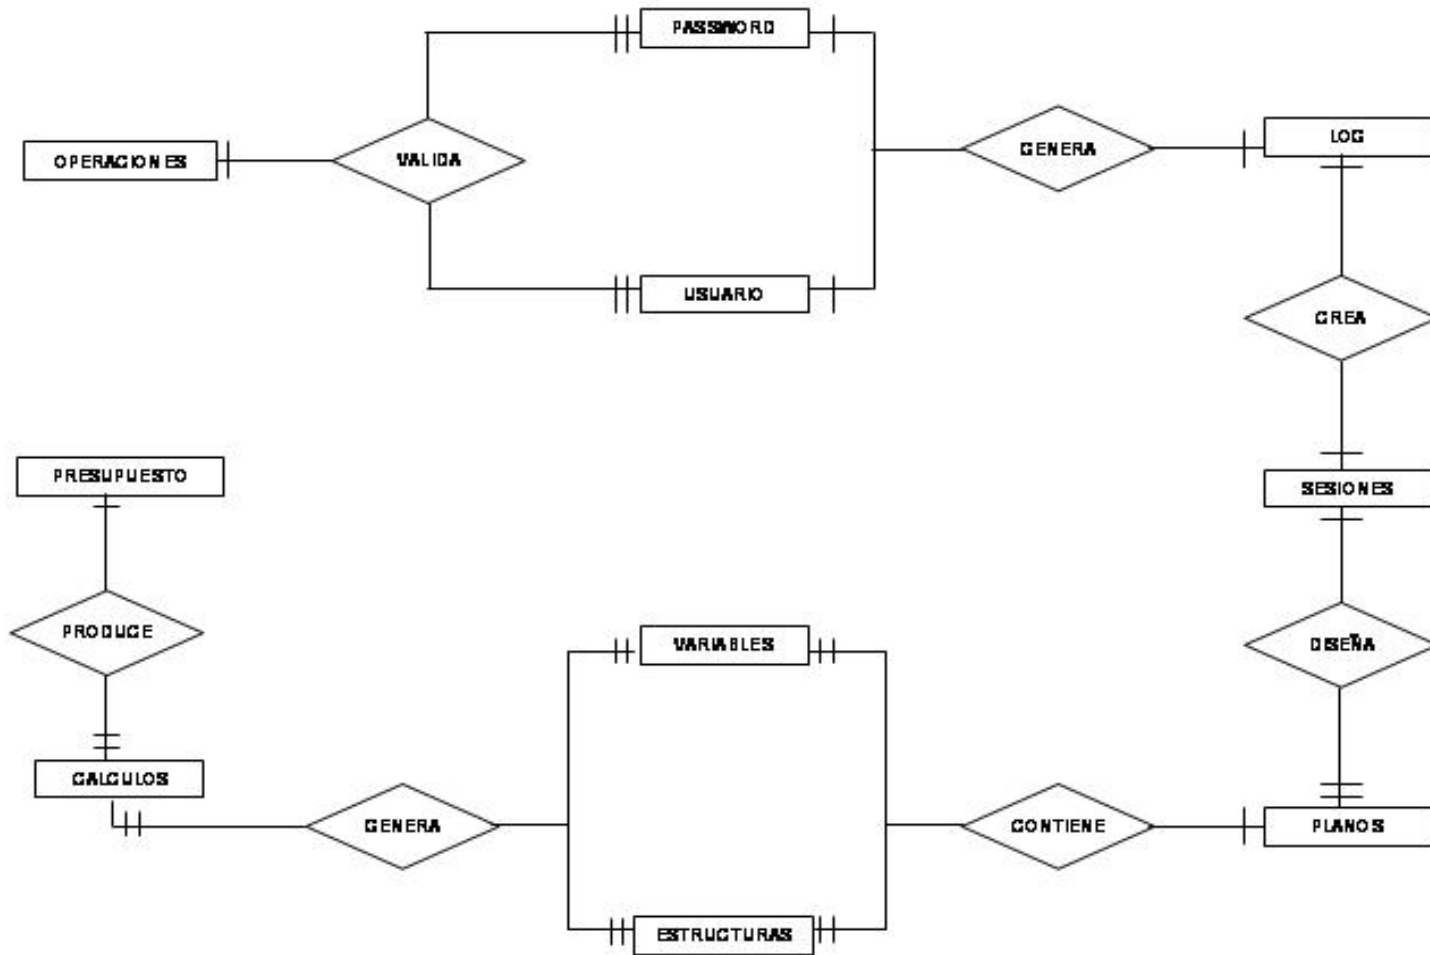 PASSWORD
OPERACIONES
VALIDA
GENERA
LOG
USUARIO
CREA
PRESUPUESTO
SESIONES
PRODUCE
VARIABLES
DISEÑA
CALCULOS
GENERA
CONTIENE
PLANOS
ESTRUCTURAS